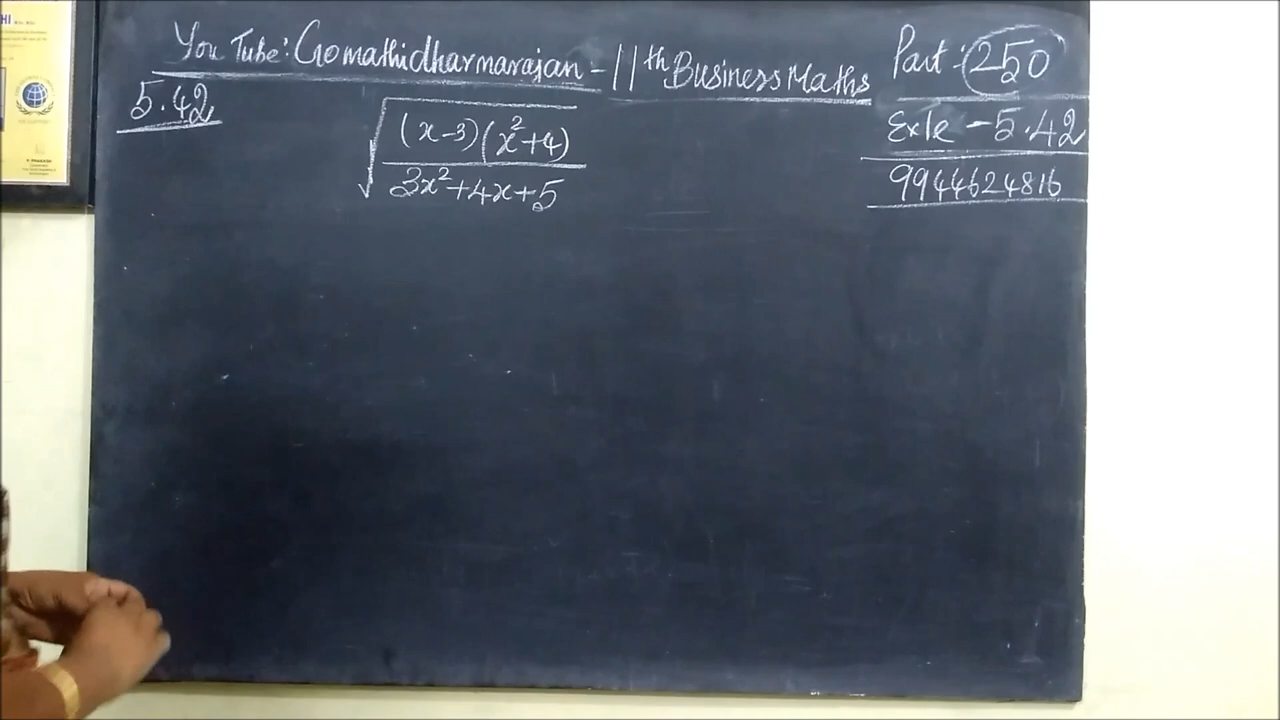 You Tube: Gomathidharmarajan - 11th Business Maths Part : 250
5.42
Ex/e - 5.42
9944624816
√((x-3)(x²+4) / 3x²+4x+5)